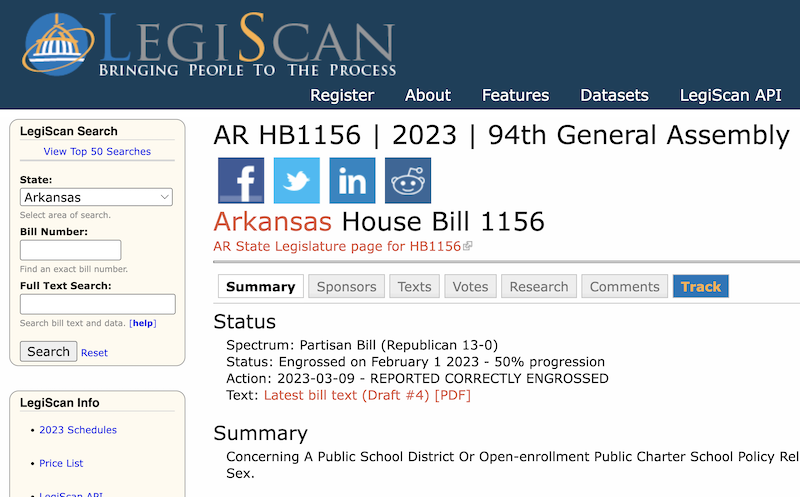 LEGISCAN
BRINGING PEOPLE TO THE PROCESS
Register About Features Datasets LegiScan API
LegiScan Search
View Top 50 Searches
State:
Arkansas
Select area of search.
Bill Number:
Find an exact bill number.
Full Text Search:
Search bill text and data. [help]
Search Reset
LegiScan Info
• 2023 Schedules
• Price List
• LegiScan API
AR HB1156 | 2023 | 94th General Assembly
f in
Arkansas House Bill 1156
AR State Legislature page for HB1156
Summary Sponsors Texts Votes Research Comments Track
Status
Spectrum: Partisan Bill (Republican 13-0)
Status: Engrossed on February 1 2023 - 50% progression
Action: 2023-03-09 - REPORTED CORRECTLY ENGROSSED
Text: Latest bill text (Draft #4) [PDF]
Summary
Concerning A Public School District Or Open-enrollment Public Charter School Policy Rel
Sex.